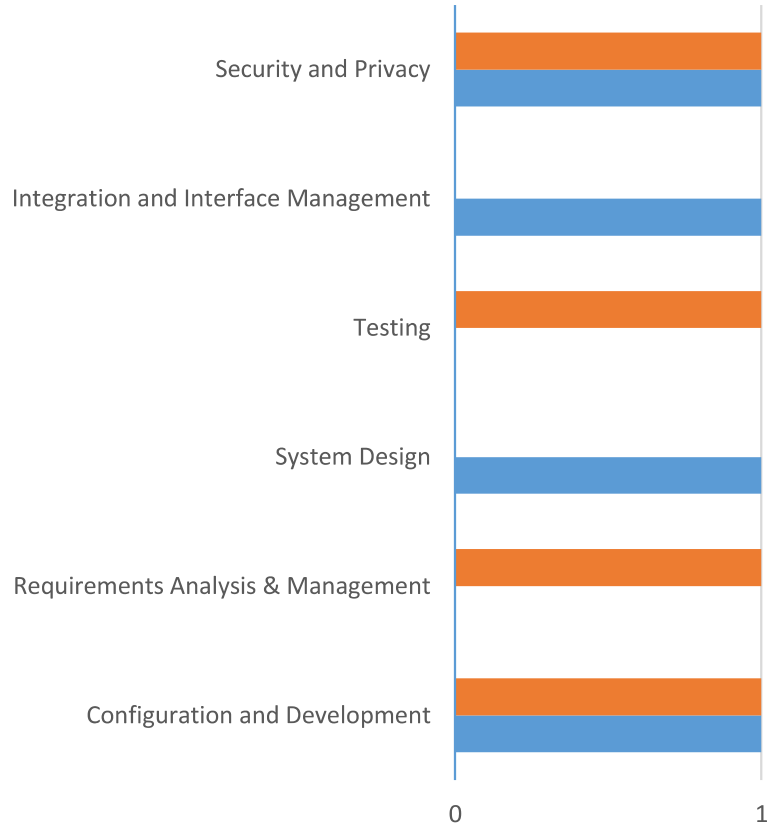 Security and Privacy
Integration and Interface Management
Testing
System Design
Requirements Analysis & Management
Configuration and Development
0 1